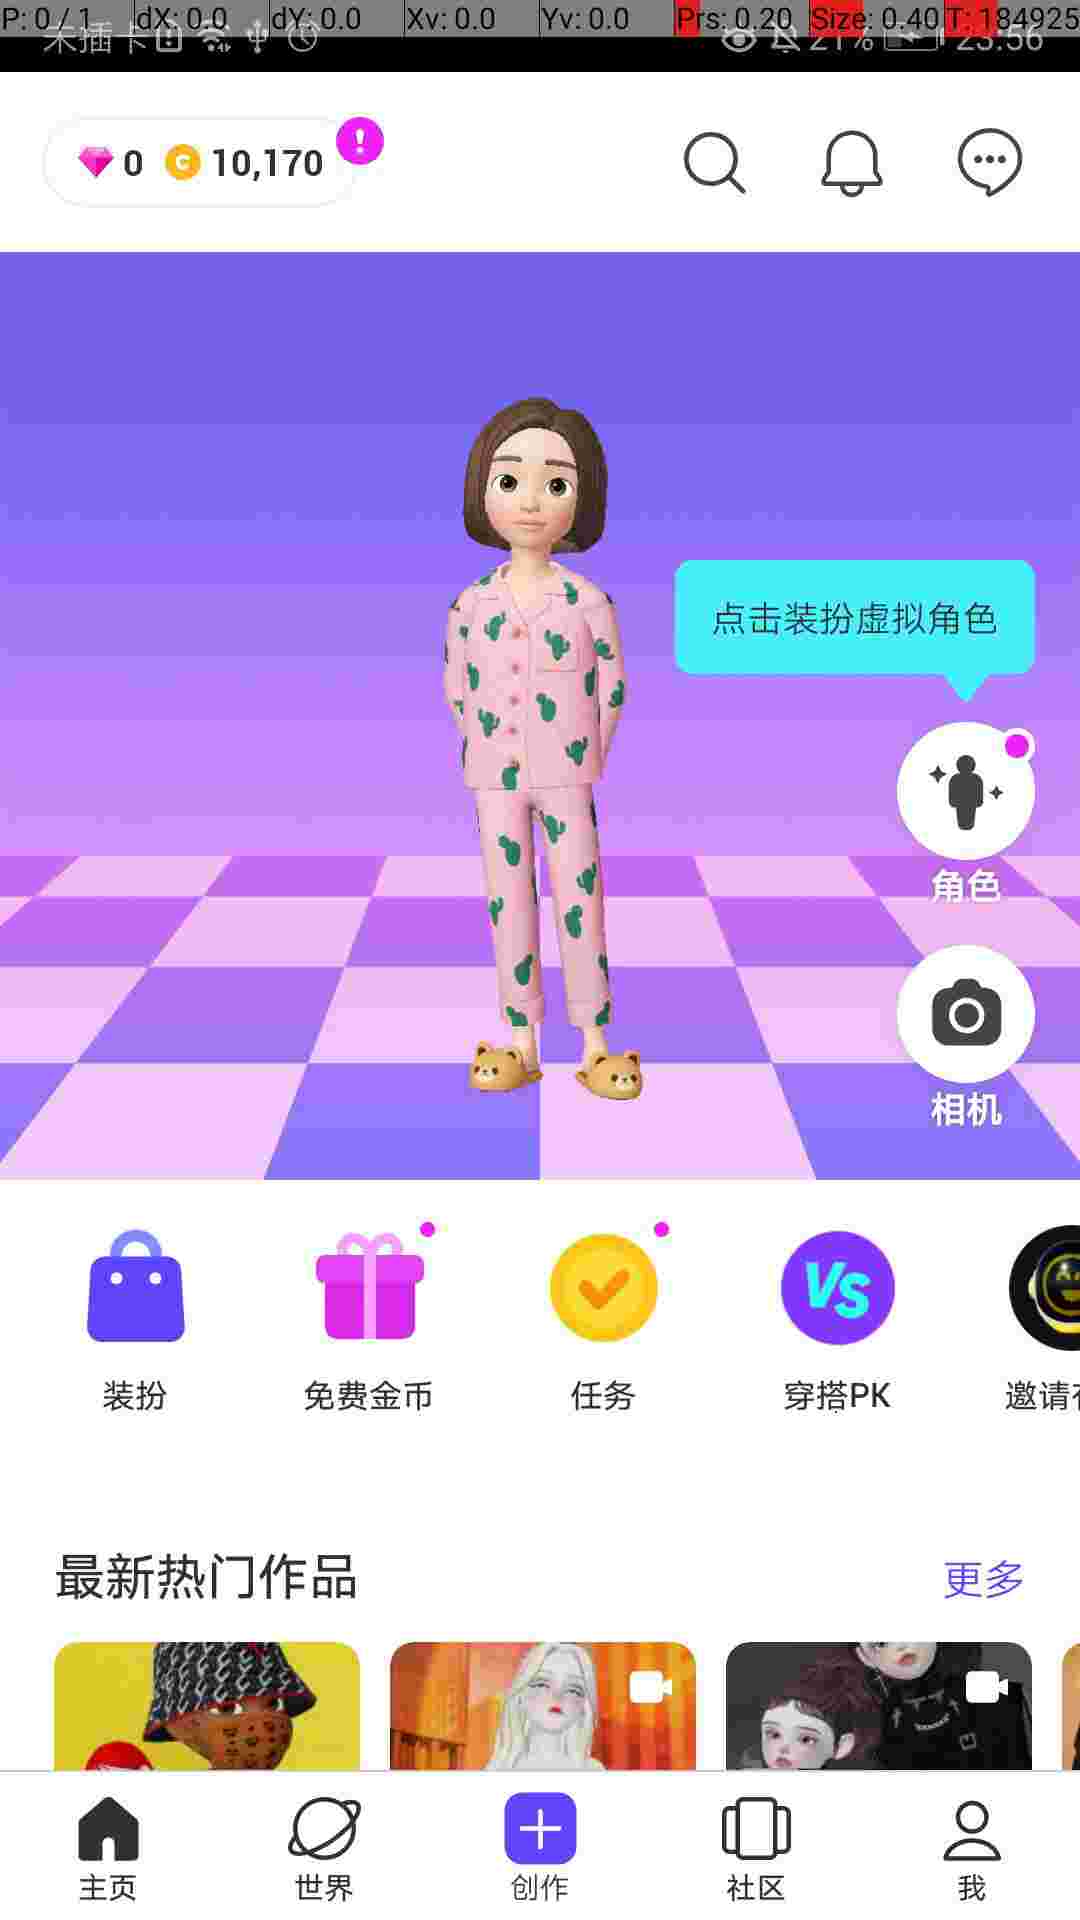 P: 0 / 1 dX: 0.0 dY: 0.0 Xv: 0.0 Yv: 0.0 Prs: 0.20 Size: 0.40 T: 184925
未插卡 21% 23:56
0 C 10,170 !
点击装扮虚拟角色
角色
相机
VS
装扮 免费金币 任务 穿搭PK 邀请
最新热门作品 更多
主页 世界 创作 社区 我